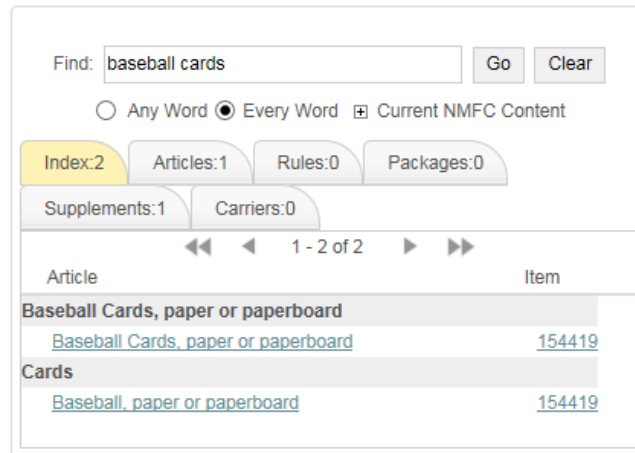 Find: baseball cards Go Clear
Any Word Every Word Current NMFC Content
Index:2 Articles:1 Rules:0 Packages:0
Supplements:1 Carriers:0
1 - 2 of 2
Article Item
Baseball Cards, paper or paperboard
Baseball Cards, paper or paperboard 154419
Cards
Baseball, paper or paperboard 154419